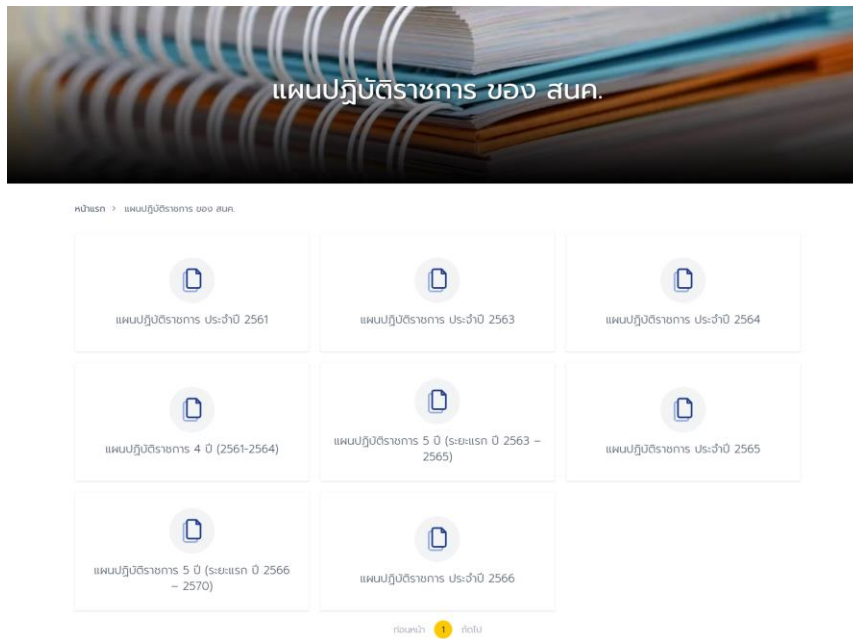 แผนปฏิบัติราชการ ของ สนค.
หน้าแรก > แผนปฏิบัติราชการ ของ สนค.
แผนปฏิบัติราชการ ประจำปี 2561
แผนปฏิบัติราชการ ประจำปี 2563
แผนปฏิบัติราชการ ประจำปี 2564
แผนปฏิบัติราชการ 4 ปี (2561-2564)
แผนปฏิบัติราชการ 5 ปี (ระยะแรก ปี 2563 –
2565)
แผนปฏิบัติราชการ ประจำปี 2565
แผนปฏิบัติราชการ 5 ปี (ระยะแรก ปี 2566
– 2570)
แผนปฏิบัติราชการ ประจำปี 2566
ก่อนหน้า 1 ถัดไป